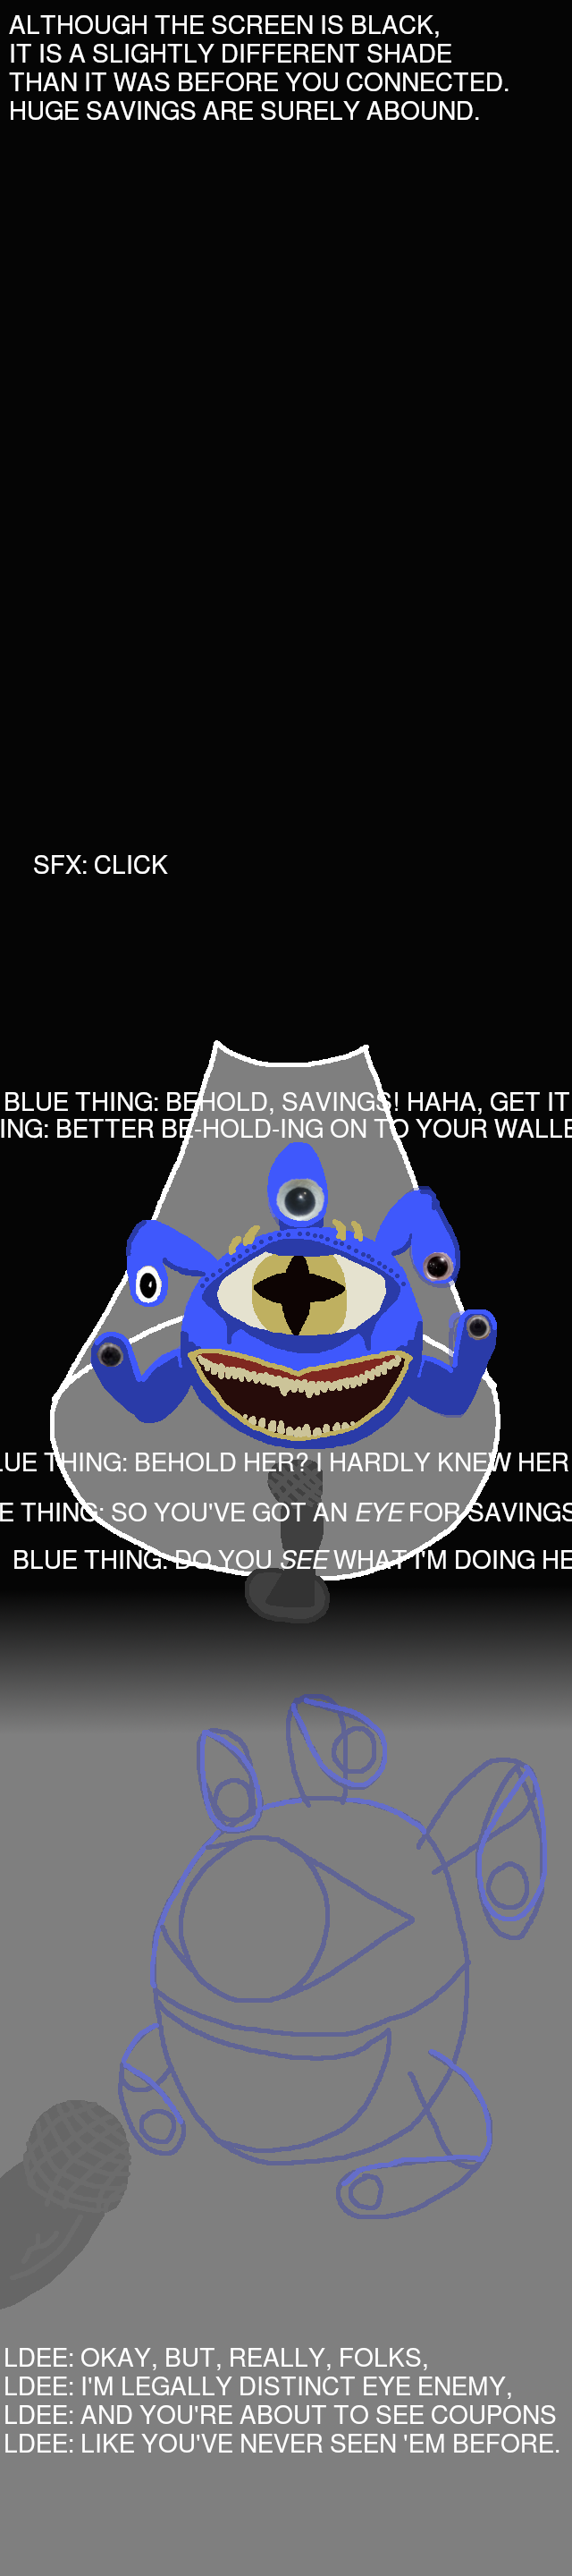 ALTHOUGH THE SCREEN IS BLACK,
IT IS A SLIGHTLY DIFFERENT SHADE
THAN IT WAS BEFORE YOU CONNECTED.
HUGE SAVINGS ARE SURELY ABOUND.
SFX: CLICK
BLUE THING: BEHOLD, SAVINGS! HAHA, GET IT
ING: BETTER BE-HOLD-ING ON TO YOUR WALLE
LUE THING: BEHOLD HER? I HARDLY KNEW HER
E THING: SO YOU'VE GOT AN EYE FOR SAVINGS
BLUE THING: DO YOU SEE WHAT I'M DOING HE
LDEE: OKAY, BUT, REALLY, FOLKS,
LDEE: I'M LEGALLY DISTINCT EYE ENEMY,
LDEE: AND YOU'RE ABOUT TO SEE COUPONS
LDEE: LIKE YOU'VE NEVER SEEN 'EM BEFORE.